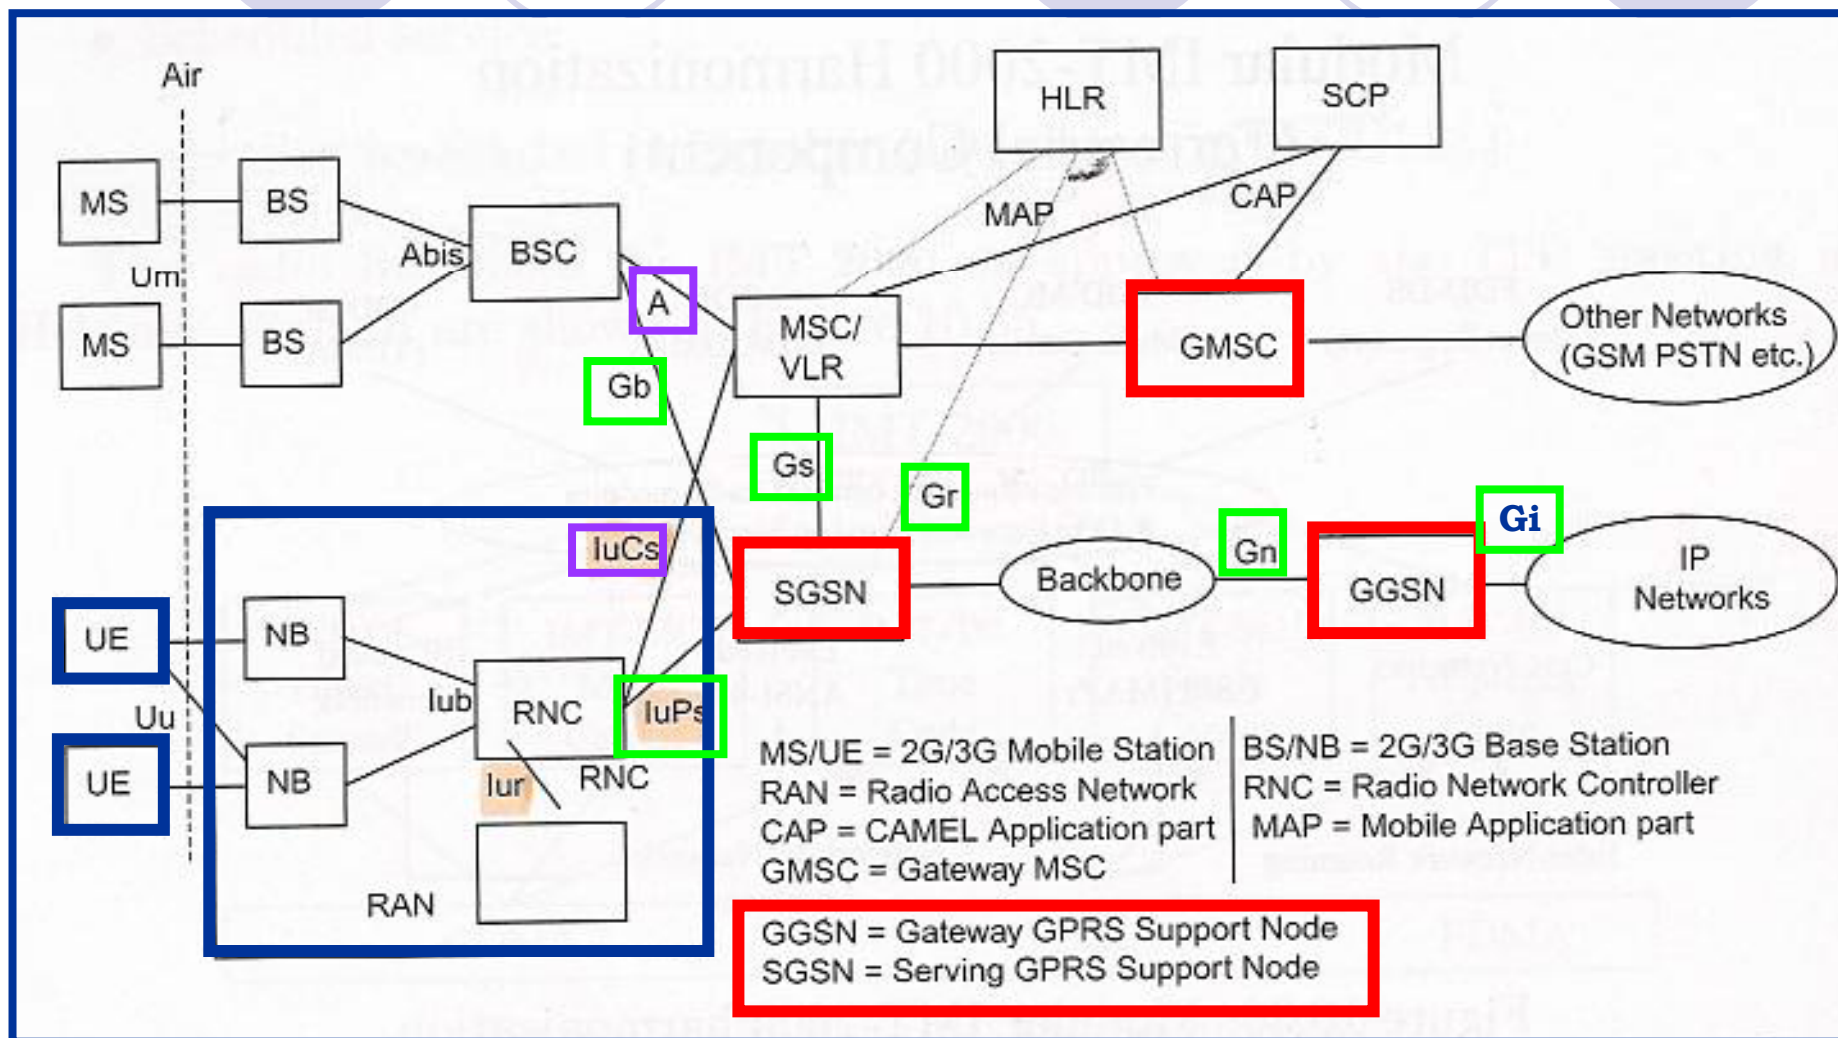 Air
HLR
SCP
MS
BS
MAP
CAP
Abis
BSC
Um
A
MS
BS
MSC/
VLR
GMSC
Other Networks
(GSM PSTN etc.)
Gb
Gs
Gr
Gi
IuCs
Gn
SGSN
Backbone
GGSN
IP
Networks
UE
NB
Uu
Iub
RNC
IuPs
UE
NB
Iur
RNC
RAN
MS/UE = 2G/3G Mobile Station
RAN = Radio Access Network
CAP = CAMEL Application part
GMSC = Gateway MSC
BS/NB = 2G/3G Base Station
RNC = Radio Network Controller
MAP = Mobile Application part
GGSN = Gateway GPRS Support Node
SGSN = Serving GPRS Support Node